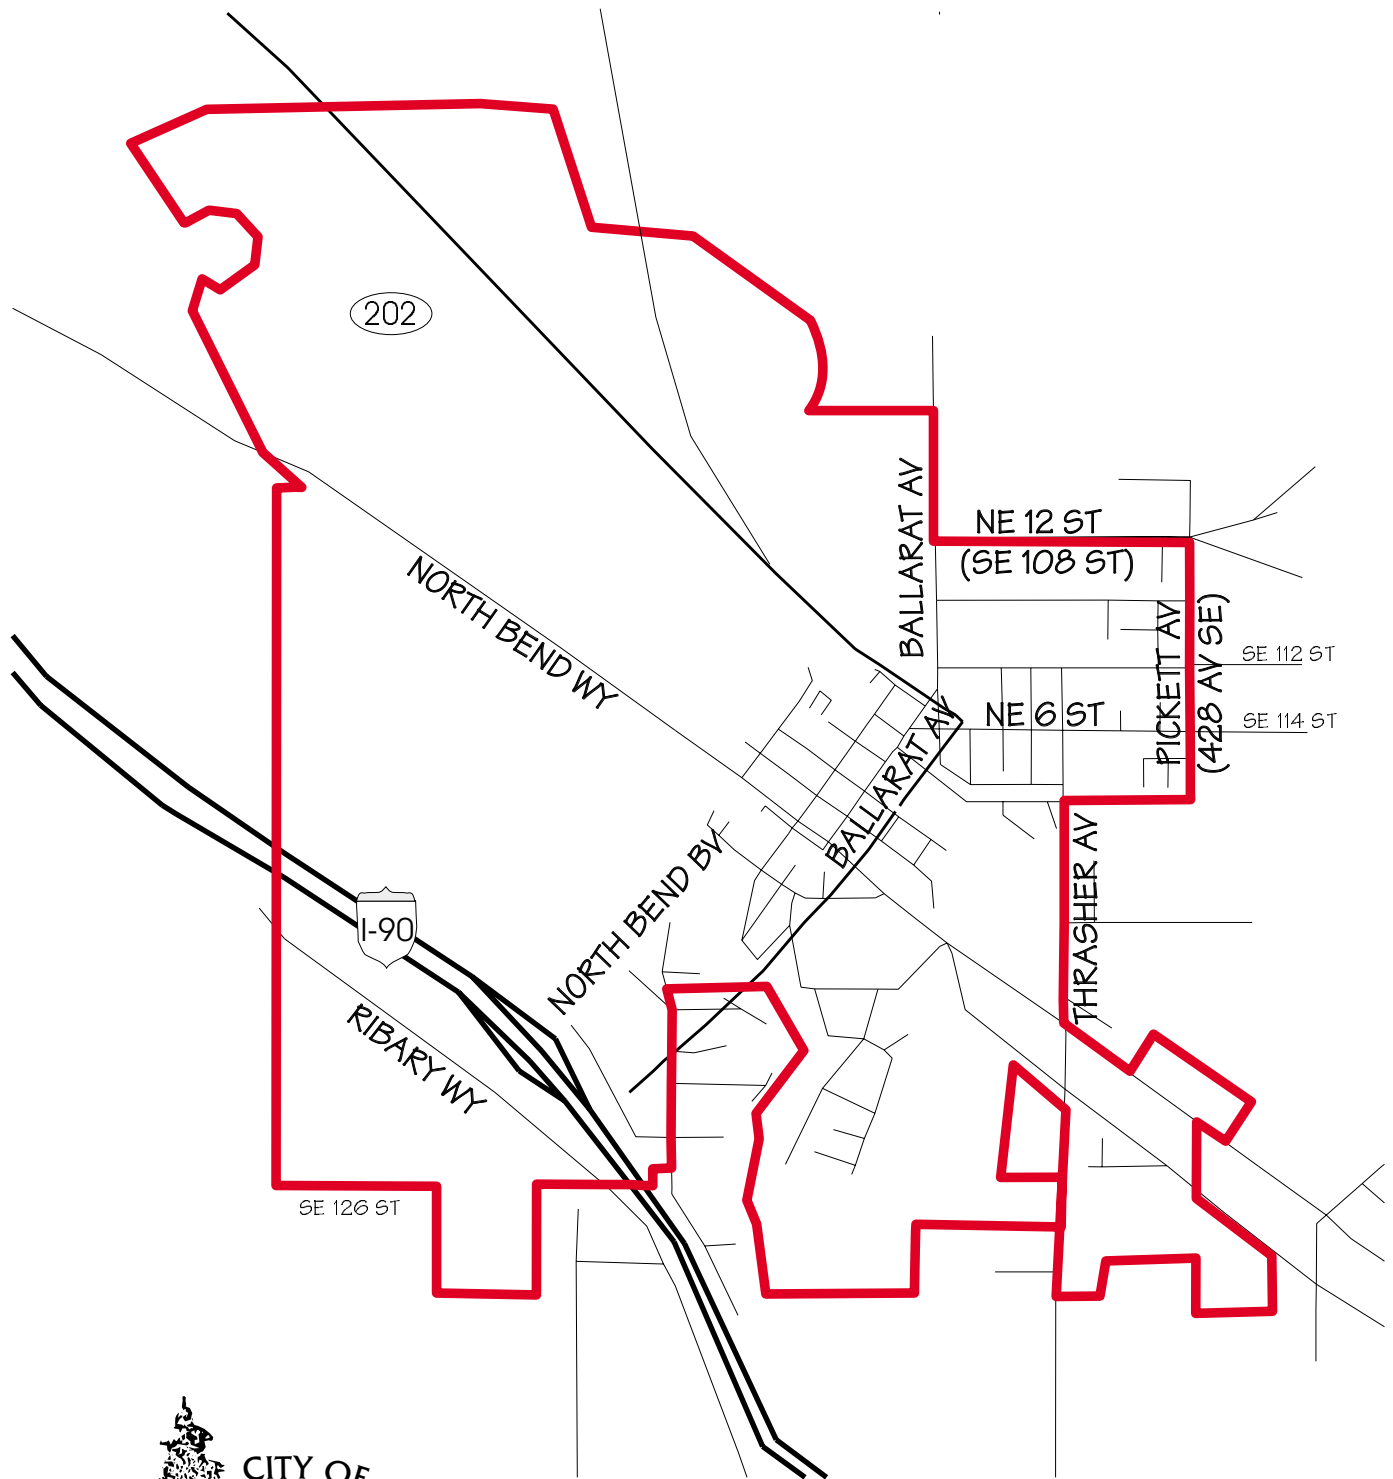 202
BALLARAT AV
NE 12 ST
(SE 108 ST)
NORTH BEND WY
PICKETT AV
(428 AV SE)
SE 112 ST
NE 6 ST
SE 114 ST
BALLARAT AV
NORTH BEND BV
THRASHER AV
I-90
RIBARY WY
SE 126 ST
CITY OF